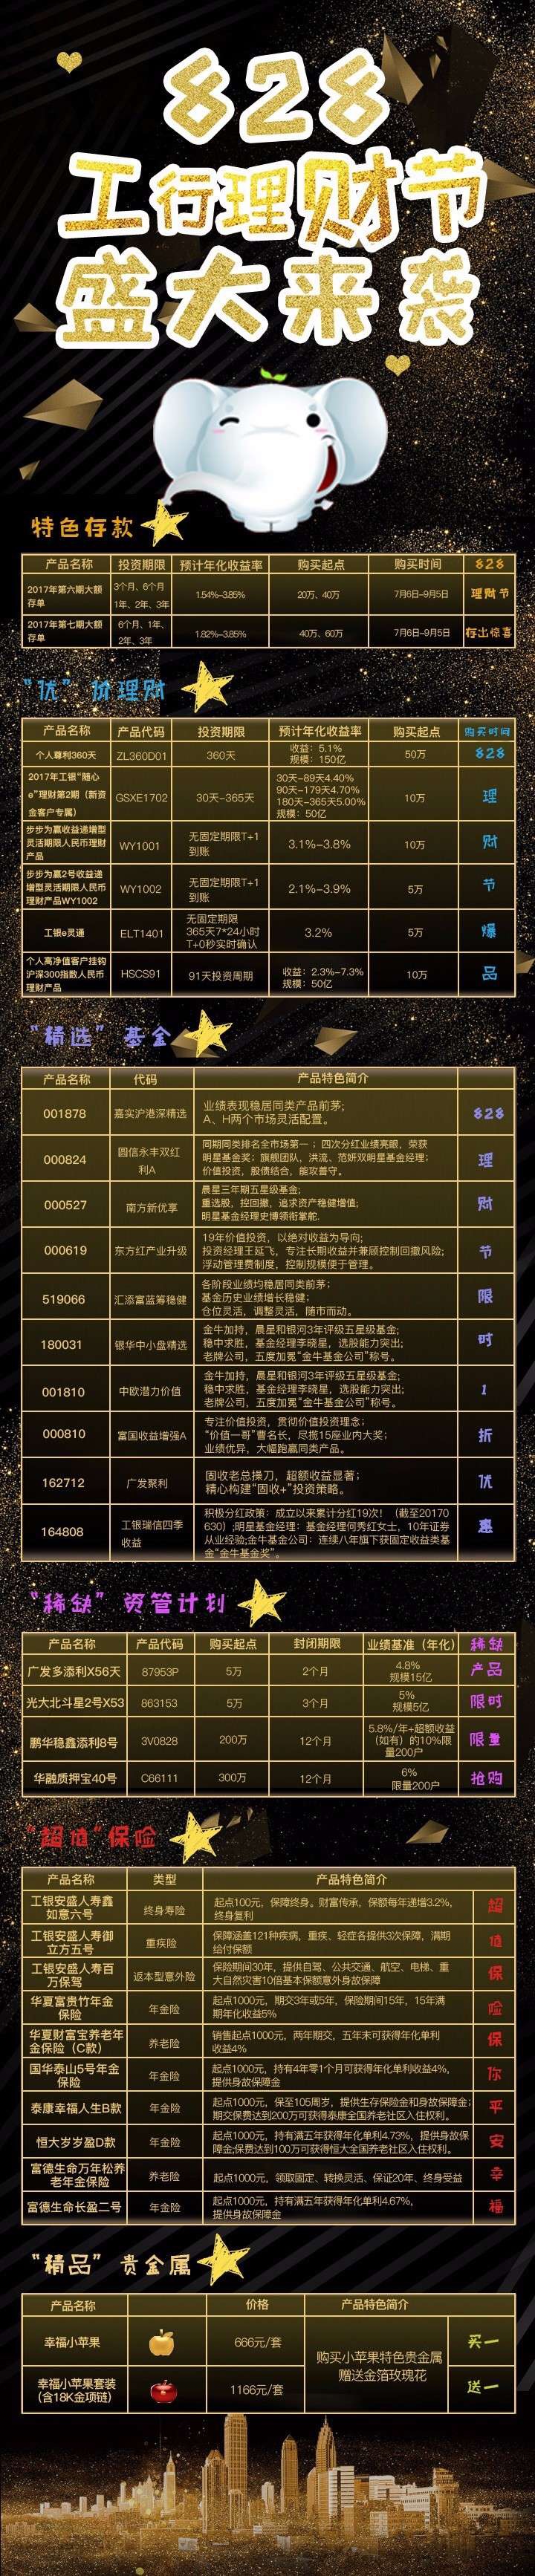 828
工行理财节
盛大来袭
特色存款
产品名称 投资期限 预计年化收益率 购买起点 购买时间 828
2017年第六期大额存单 3个月、6个月 1年、2年、3年 1.54%-3.85% 20万、40万 7月6日-9月5日 理财节
2017年第七期大额存单 6个月、1年、2年、3年 1.82%-3.85% 40万、60万 7月6日-9月5日 存出惊喜
“优”价理财
产品名称 产品代码 投资期限 预计年化收益率 购买起点 购买时间
个人尊利360天 ZL360D01 360天 收益：5.1% 规模：150亿 50万 828
2017年工银“随心e”理财第2期（新资金客户专属） GSXE1702 30天-365天 30天-89天4.40% 90天-179天4.70% 180天-365天5.00% 规模：50亿 10万 理
步步为赢收益递增型灵活期限人民币理财产品 WY1001 无固定期限T+1到账 3.1%-3.8% 10万 财
步步为赢2号收益递增型灵活期限人民币理财产品WY1002 WY1002 无固定期限T+1到账 2.1%-3.9% 5万 节
工银e灵通 ELT1401 无固定期限 365天7*24小时 T+0秒实时确认 3.2% 5万 爆
个人高净值客户挂钩沪深300指数人民币理财产品 HSCS91 91天投资周期 收益：2.3%-7.3% 规模：50亿 10万 品
“精选”基金
产品名称 代码 产品特色简介
001878 嘉实沪港深精选 业绩表现稳居同类产品前茅; A、H两个市场灵活配置。 828
000824 圆信永丰双红利A 同期同类排名全市场第一；四次分红业绩亮眼，荣获明星基金奖；旗舰团队，洪流、范妍双明星基金经理；价值投资，股债结合，能攻善守。 理
000527 南方新优享 晨星三年期五星级基金; 重选股，控回撤，追求资产稳健增值; 明星基金经理史博领衔掌舵. 财
000619 东方红产业升级 19年价值投资，以绝对收益为导向; 投资经理王延飞，专注长期收益并兼顾控制回撤风险; 浮动管理费制度，控制规模便于管理。 节
519066 汇添富蓝筹稳健 各阶段业绩均稳居同类前茅； 基金历史业绩增长稳健； 仓位灵活，调整灵活，随市而动。 限
180031 银华中小盘精选 金牛加持，晨星和银河3年评级五星级基金; 稳中求胜，基金经理李晓星，选股能力突出; 老牌公司，五度加冕“金牛基金公司”称号。 时
001810 中欧潜力价值 金牛加持，晨星和银河3年评级五星级基金; 稳中求胜，基金经理李晓星，选股能力突出; 老牌公司，五度加冕“金牛基金公司”称号。 1
000810 富国收益增强A 专注价值投资，贯彻价值投资理念； “价值一哥”曹名长，尽揽15座业内大奖； 业绩优异，大幅跑赢同类产品。 折
162712 广发聚利 固收老总操刀，超额收益显著； 精心构建“固收+”投资策略。 优
164808 工银瑞信四季收益 积极分红政策：成立以来累计分红19次！（截至20170630）;明星基金经理：基金经理何秀红女士，10年证券从业经验;金牛基金公司：连续八年旗下获固定收益类基金“金牛基金奖”。 惠
“稀缺”资管计划
产品名称 产品代码 购买起点 封闭期限 业绩基准（年化） 稀缺
广发多添利X56天 87953P 5万 2个月 4.8% 规模15亿 产品
光大北斗星2号X53 863153 5万 3个月 5% 规模5亿 限时
鹏华稳鑫添利8号 3V0828 200万 12个月 5.8%/年+超额收益（如有）的10%限量200户 限量
华融质押宝40号 C66111 300万 12个月 6% 限量200户 抢购
“超值”保险
产品名称 类型 产品特色简介
工银安盛人寿鑫如意六号 终身寿险 起点100元，保障终身。财富传承，保额每年递增3.2%，终身复利 超
工银安盛人寿御立方五号 重疾险 保障涵盖121种疾病，重疾、轻症各提供3次保障，满期给付保额 值
工银安盛人寿百万保驾 返本型意外险 保险期间30年，提供自驾、公共交通、航空、电梯、重大自然灾害10倍基本保额意外身故保障 保
华夏富贵竹年金保险 年金险 起点1000元，期交3年或5年，保险期间15年，15年满期年化收益5% 险
华夏财富宝养老年金保险（C款） 养老险 销售起点1000元，两年期交，五年末可获得年化单利收益4% 保
国华泰山5号年金保险 年金险 起点1000元，持有4年零1个月可获得年化单利收益4%，提供身故保障金 你
泰康幸福人生B款 年金险 起点1000元，保至105周岁，提供生存保险金和身故保障金；期交保费达到200万可获得泰康全国养老社区入住权利。 平
恒大岁岁盈D款 年金险 起点1000元，持有满五年获得年化单利4.73%，提供身故保障金;保费达到100万可获得恒大全国养老社区入住权利。 安
富德生命万年松养老年金保险 养老险 起点1000元，领取固定、转换灵活、保证20年、终身受益 幸
富德生命长盈二号 年金险 起点1000元，持有满五年获得年化单利4.67%，提供身故保障金 福
“精品”贵金属
产品名称 价格 产品特色简介
幸福小苹果 666元/套 购买小苹果特色贵金属赠送金箔玫瑰花 买一
幸福小苹果套装（含18K金项链） 1166元/套 送一